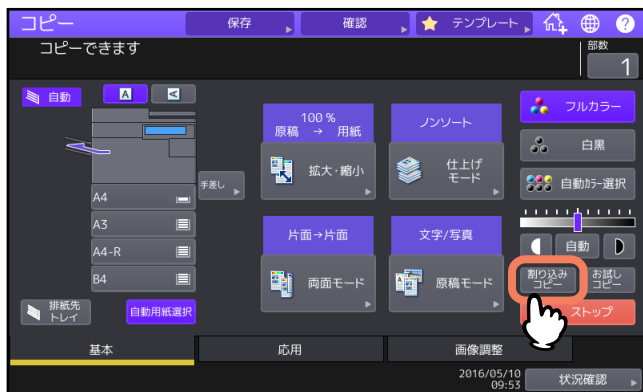 コピー
保存
確認
テンプレート
?
コピーできます
部数
1
自動
A
A
100 %
原稿 → 用紙
ノンソート
フルカラー
拡大・縮小
仕上げ
モード
白黒
自動ｶﾗｰ選択
手差し
A4
A3
A4-R
B4
片面→片面
文字/写真
自動
両面モード
原稿モード
割り込み
コピー
お試し
コピー
ストップ
排紙先
トレイ
自動用紙選択
基本
応用
画像調整
2016/05/10
09:53
状況確認